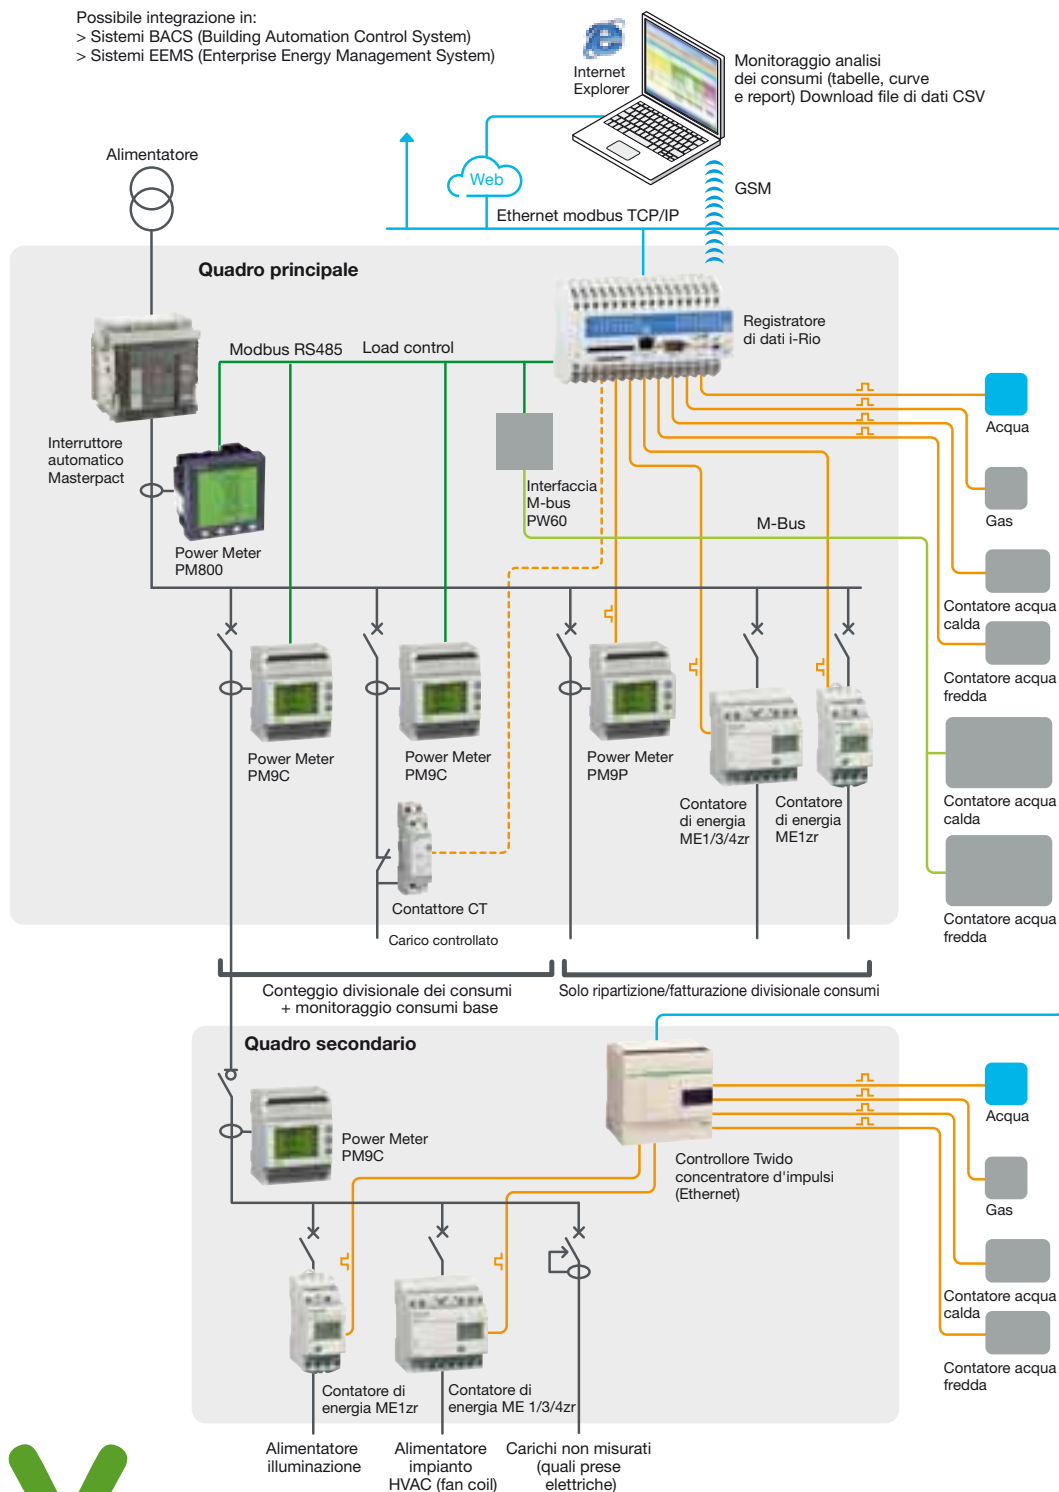 Possibile integrazione in:
> Sistemi BACS (Building Automation Control System)
> Sistemi EEMS (Enterprise Energy Management System)
Internet
Explorer
Monitoraggio analisi
dei consumi (tabelle, curve
e report) Download file di dati CSV
Alimentatore
Web
GSM
Ethernet modbus TCP/IP
Quadro principale
Registratore
di dati i-Rio
Modbus RS485
Load control
Acqua
Interruttore
automatico
Masterpact
Interfaccia
M-bus
PW60
Gas
M-Bus
Power Meter
PM800
Contatore acqua
calda
Contatore acqua
fredda
Power Meter
PM9C
Power Meter
PM9C
Power Meter
PM9P
Contatore
di energia
ME1/3/4zr
Contatore
di energia
ME1zr
Contatore acqua
calda
Contattore CT
Contatore acqua
fredda
Carico controllato
Conteggio divisionale dei consumi
+ monitoraggio consumi base
Solo ripartizione/fatturazione divisionale consumi
Quadro secondario
Acqua
Power Meter
PM9C
Controllore Twido
concentratore d'impulsi
(Ethernet)
Gas
Contatore acqua
calda
Contatore acqua
fredda
Contatore di
energia ME1zr
Contatore di
energia ME 1/3/4zr
Alimentatore
illuminazione
Alimentatore
impianto
HVAC (fan coil)
Carichi non misurati
(quali prese
elettriche)